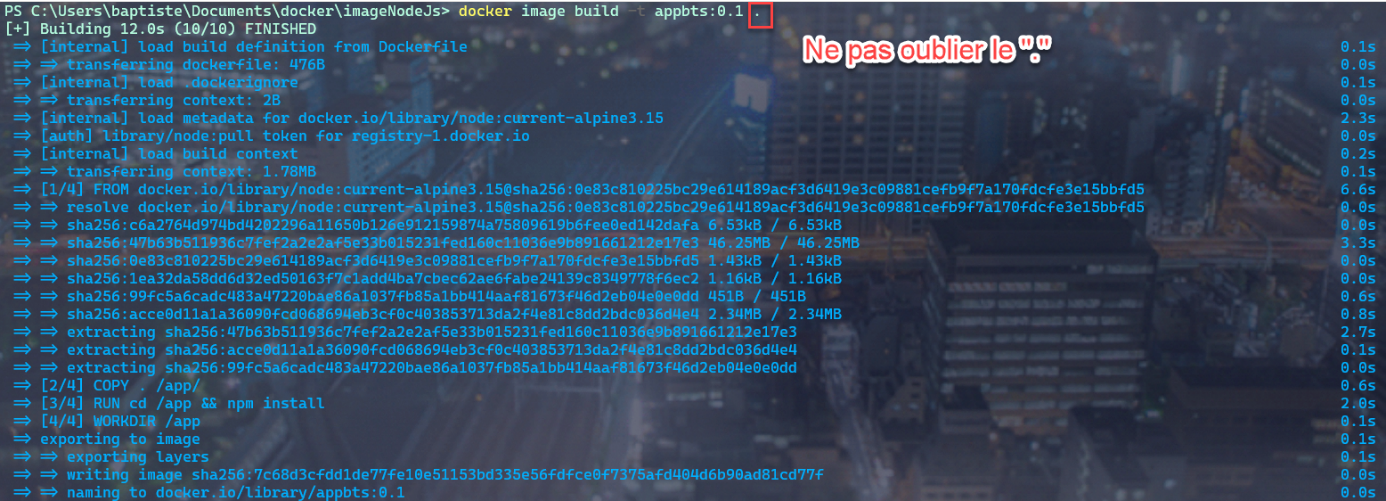 PS C:\Users\baptiste\Documents\docker\imageNodeJs> docker image build -t appbts:0.1 .
[+] Building 12.0s (10/10) FINISHED
Ne pas oublier le "."
=> [internal] load build definition from Dockerfile 0.1s
=> => transferring dockerfile: 476B 0.0s
=> [internal] load .dockerignore 0.1s
=> => transferring context: 2B 0.0s
=> [internal] load metadata for docker.io/library/node:current-alpine3.15 2.3s
=> [auth] library/node:pull token for registry-1.docker.io 0.0s
=> [internal] load build context 0.2s
=> => transferring context: 1.78MB 0.1s
=> [1/4] FROM docker.io/library/node:current-alpine3.15@sha256:0e83c810225bc29e614189acf3d6419e3c09881cefb9f7a170fdcfe3e15bbfd5 6.6s
=> => resolve docker.io/library/node:current-alpine3.15@sha256:0e83c810225bc29e614189acf3d6419e3c09881cefb9f7a170fdcfe3e15bbfd5 0.0s
=> => sha256:c6a2764d974bd4202296a11650b126e912159874a75809619b6fee0ed142dafa 6.53kB / 6.53kB 0.0s
=> => sha256:47b63b511936c7fef2a2e2af5e33b015231fed160c11036e9b891661212e17e3 46.25MB / 46.25MB 3.3s
=> => sha256:0e83c810225bc29e614189acf3d6419e3c09881cefb9f7a170fdcfe3e15bbfd5 1.43kB / 1.43kB 0.0s
=> => sha256:1ea32da58dd6d32ed50163f7c1add4ba7cbec62ae6fabe24139c8349778f6ec2 1.16kB / 1.16kB 0.0s
=> => sha256:99fc5a6cadc483a47220bae86a1037fb85a1bb414aaf81673f46d2eb04e0e0dd 451B / 451B 0.6s
=> => sha256:acce0d11a1a36090fcd068694eb3cf0c403853713da2f4e81c8dd2bdc036d4e4 2.34MB / 2.34MB 0.8s
=> => extracting sha256:47b63b511936c7fef2a2e2af5e33b015231fed160c11036e9b891661212e17e3 2.7s
=> => extracting sha256:acce0d11a1a36090fcd068694eb3cf0c403853713da2f4e81c8dd2bdc036d4e4 0.1s
=> => extracting sha256:99fc5a6cadc483a47220bae86a1037fb85a1bb414aaf81673f46d2eb04e0e0dd 0.0s
=> [2/4] COPY . /app/ 0.6s
=> [3/4] RUN cd /app && npm install 2.0s
=> [4/4] WORKDIR /app 0.1s
=> exporting to image 0.1s
=> => exporting layers 0.1s
=> => writing image sha256:7c68d3cfdd1de77fe10e51153bd335e56fdfce0f7375afd404d6b90ad81cd77f 0.0s
=> => naming to docker.io/library/appbts:0.1 0.0s